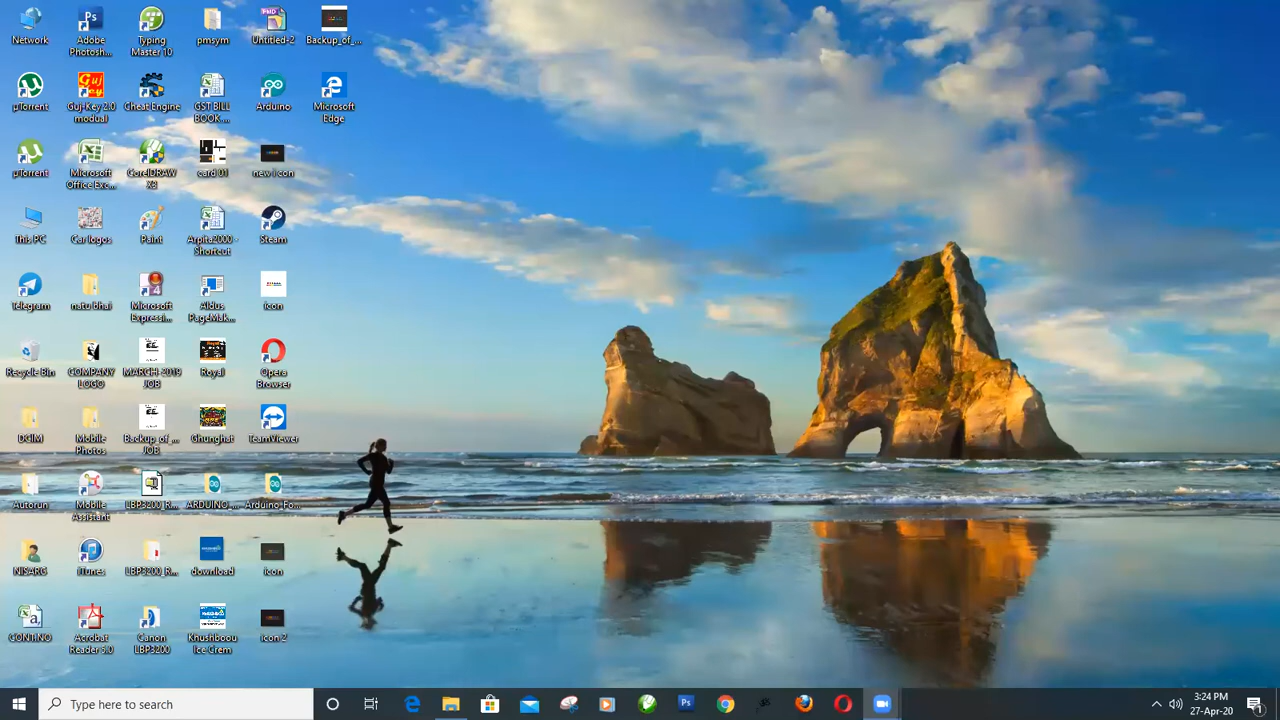 Network
Adobe Photosh...
Typing Master 10
pmsym
Untitled-2
Backup_of_...
µTorrent
Guj-Key 2.0 modual
Cheat Engine
GST BILL BOOK ...
Arduino
Microsoft Edge
µTorrent
Microsoft Office Exc...
CorelDRAW X3
card 01
new i con
This PC
Car logos
Paint
Arpita2000 - Shortcut
Steam
Telegram
natu bhai
Microsoft Expressi...
Aldus PageMak...
icon
Recycle Bin
COMPANY LOGO
MARCH-2019 JOB
Royal
Opera Browser
DCIM
Mobile Photos
Backup_of_... JOB
Ghunghat
TeamViewer
Autorun
Mobile Assistant
LBP3200_R...
ARDUINO_...
Arduino_Fo...
NISARG
iTunes
LBP3200_R...
download
icon
CONTINO
Acrobat Reader 5.0
Canon LBP3200
Khushboou Ice Crem
icon 2
Type here to search
3:24 PM
27-Apr-20